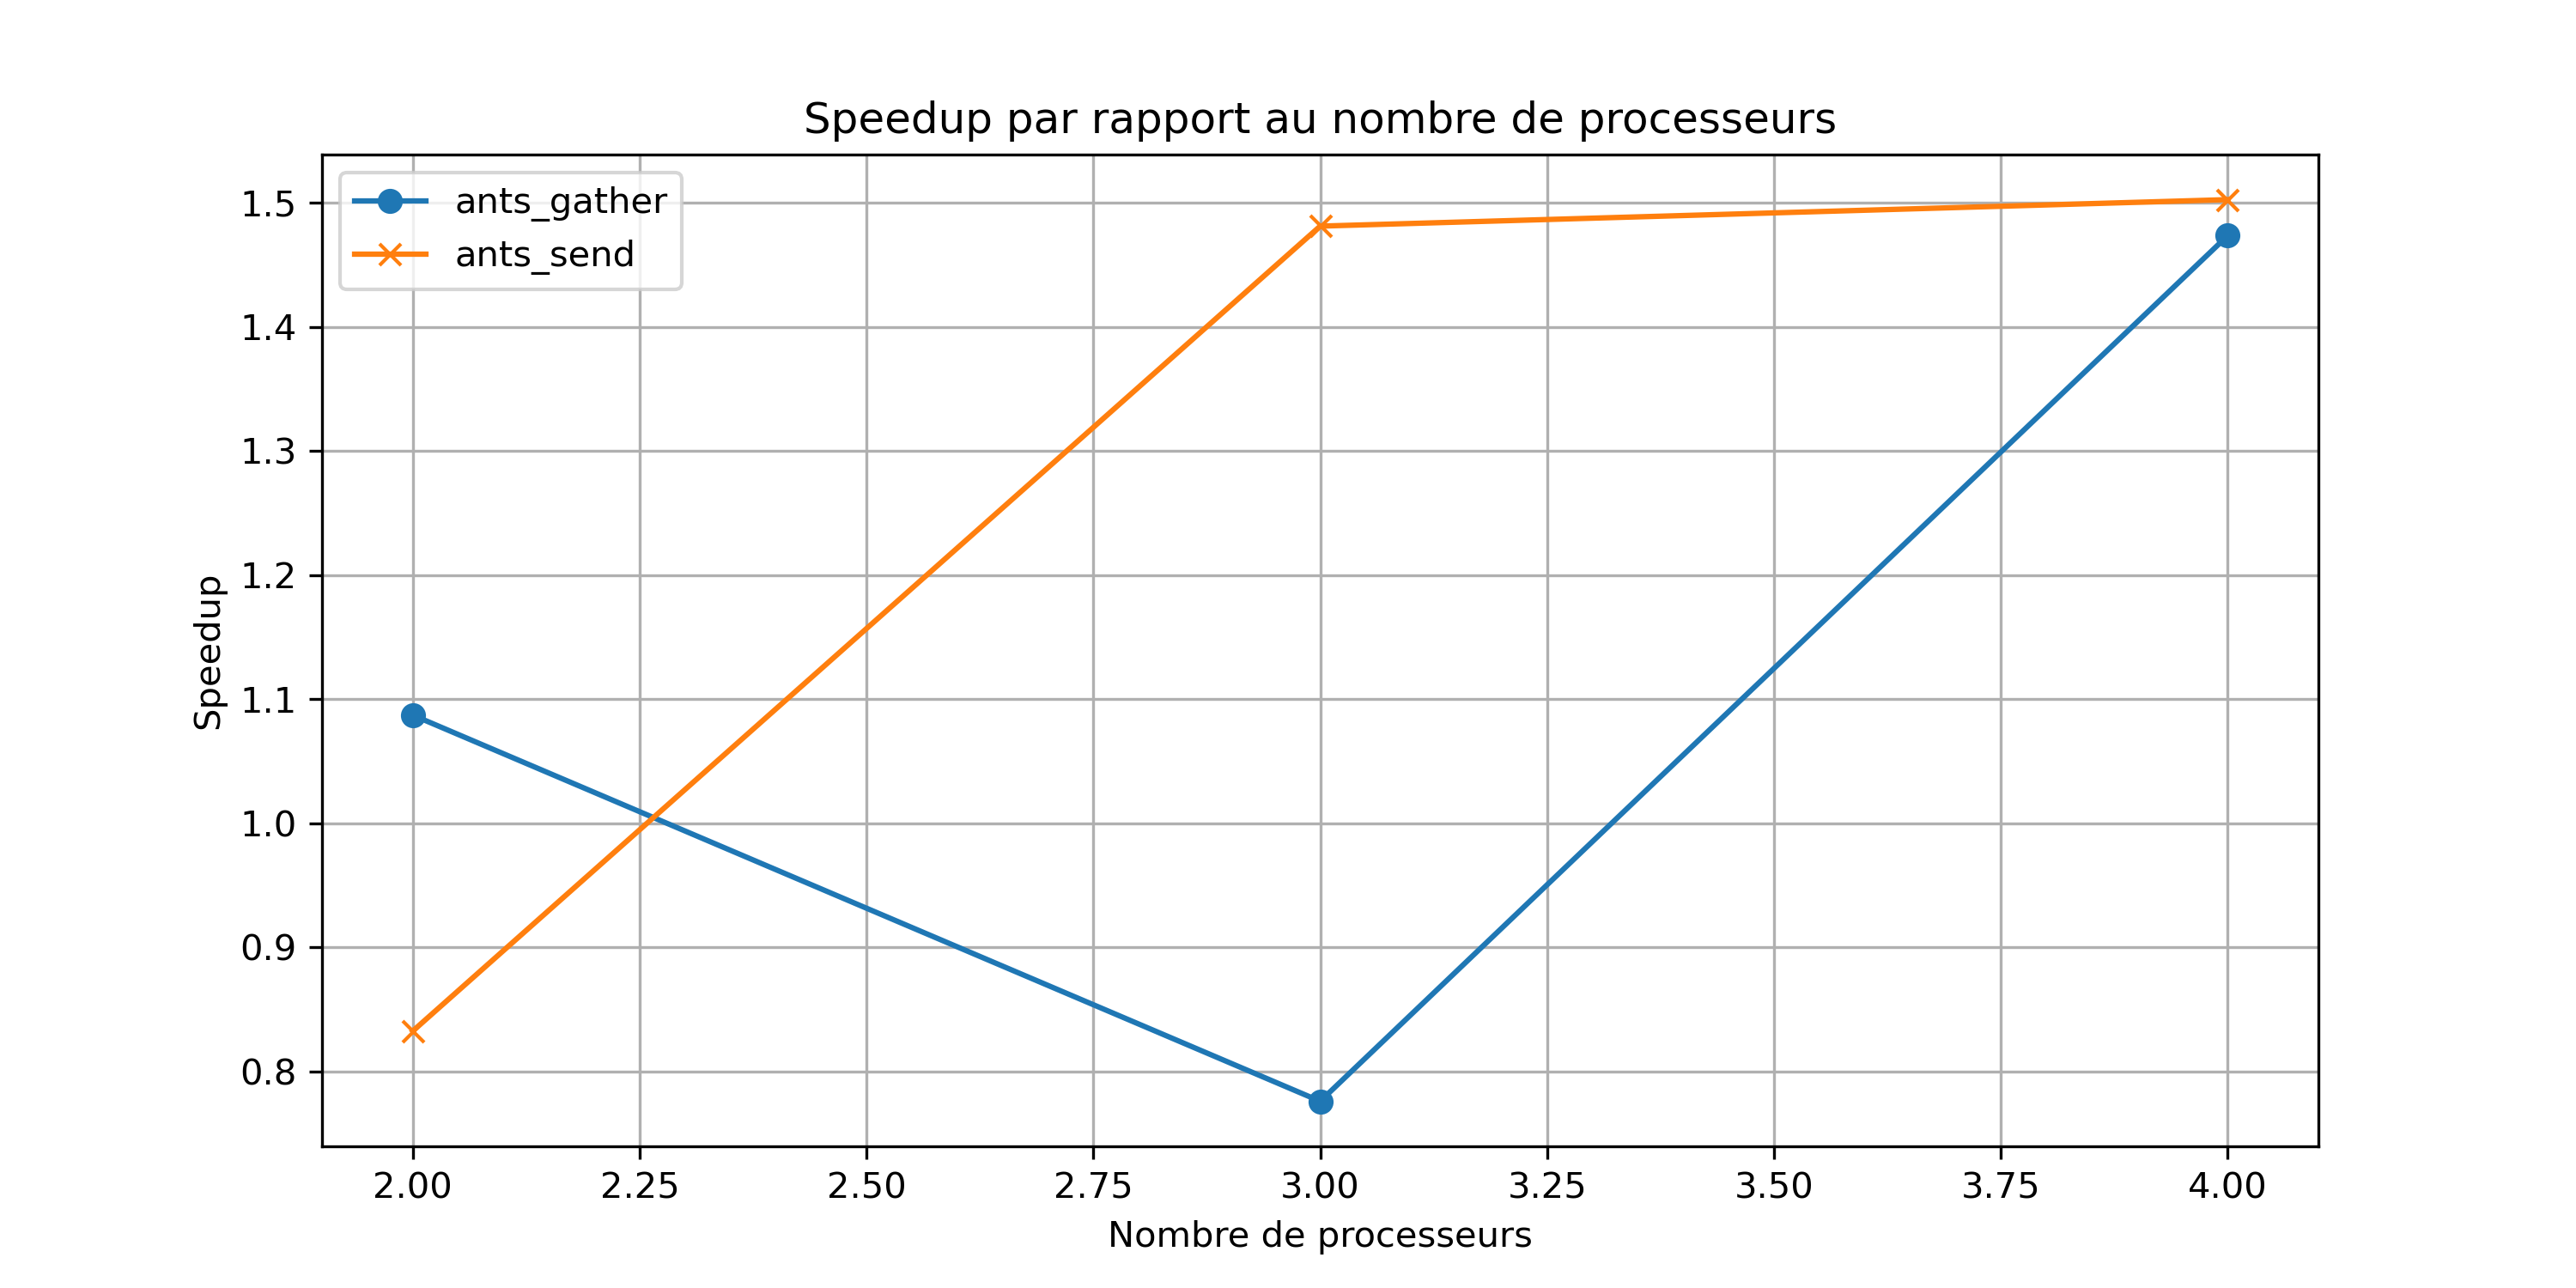 Speedup par rapport au nombre de processeurs
ants_gather
ants_send
1.5
1.4
1.3
1.2
1.1
1.0
0.9
0.8
Speedup
2.00 2.25 2.50 2.75 3.00 3.25 3.50 3.75 4.00
Nombre de processeurs